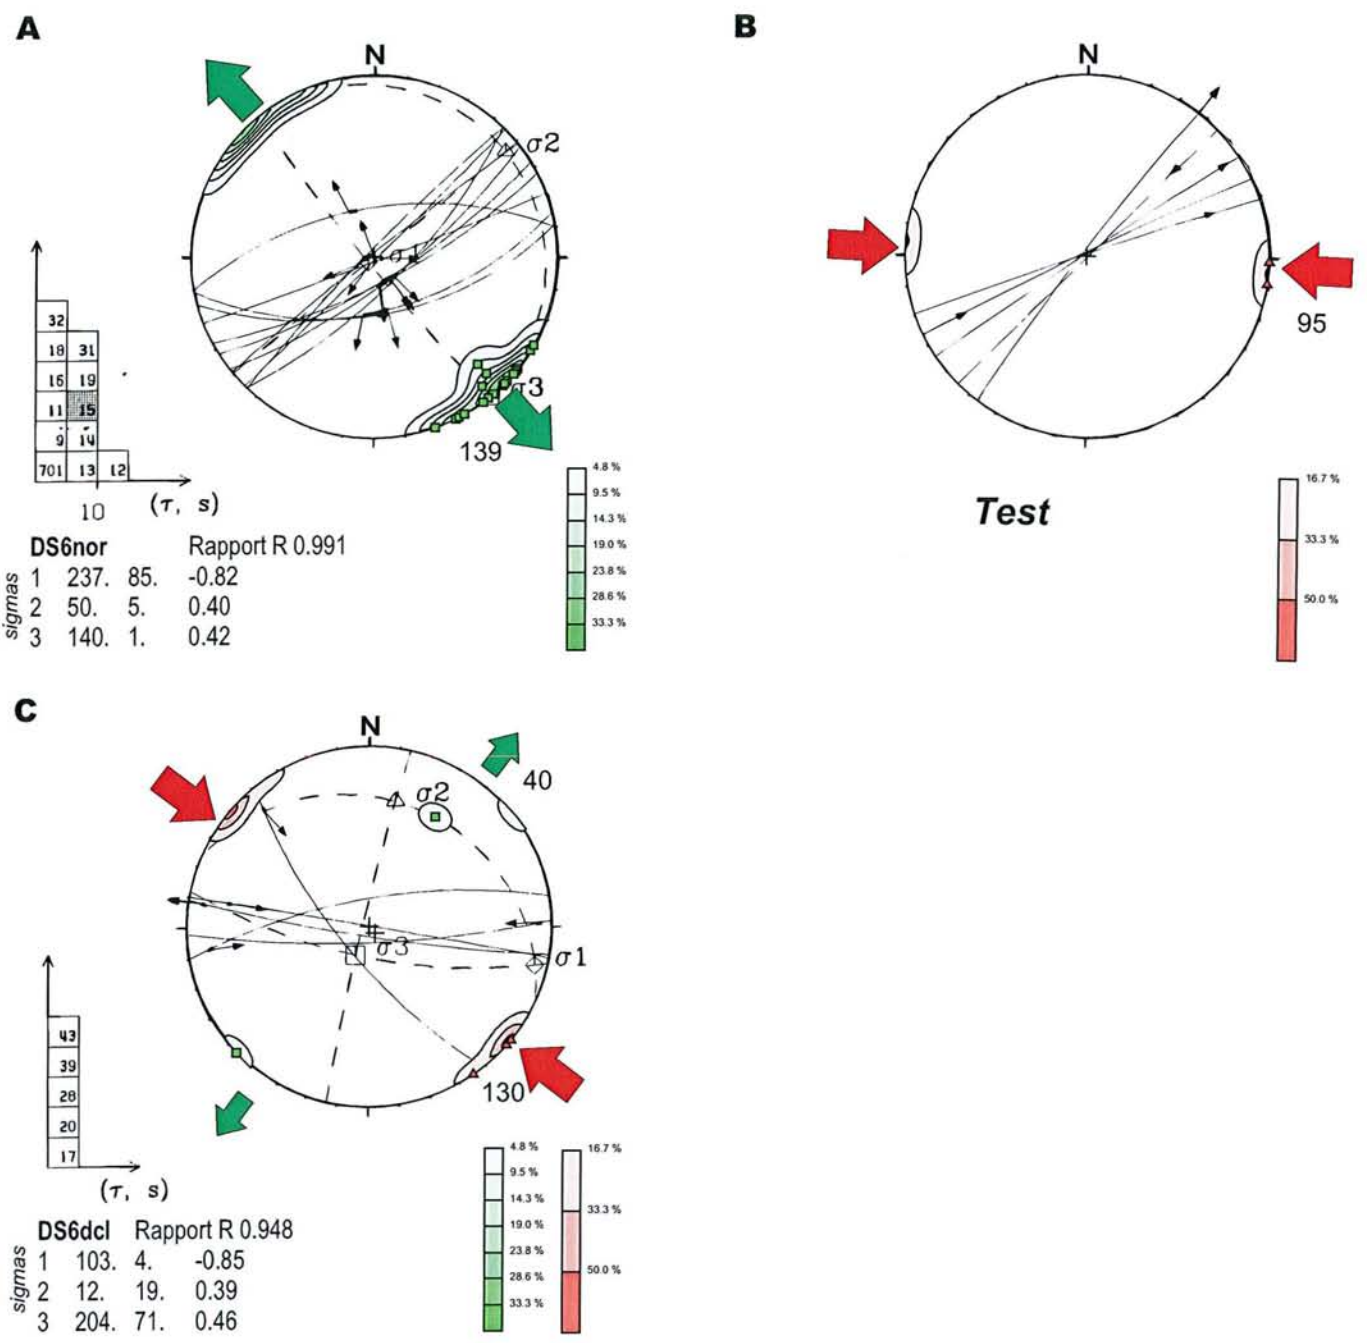 A
N
σ2
σ1
σ3
139
32
18 31
16 19
11 15
9 14
701 13 12
10
(τ, s)
4.8 %
9.5 %
14.3 %
19.0 %
23.8 %
28.6 %
33.3 %
DS6nor Rapport R 0.991
sigmas
1 237. 85. -0.82
2 50. 5. 0.40
3 140. 1. 0.42
B
N
95
Test
16.7 %
33.3 %
50.0 %
C
N
40
σ2
σ3
σ1
130
43
39
28
20
17
(τ, s)
4.8 %
9.5 %
14.3 %
19.0 %
23.8 %
28.6 %
33.3 %
16.7 %
33.3 %
50.0 %
DS6dcl Rapport R 0.948
sigmas
1 103. 4. -0.85
2 12. 19. 0.39
3 204. 71. 0.46